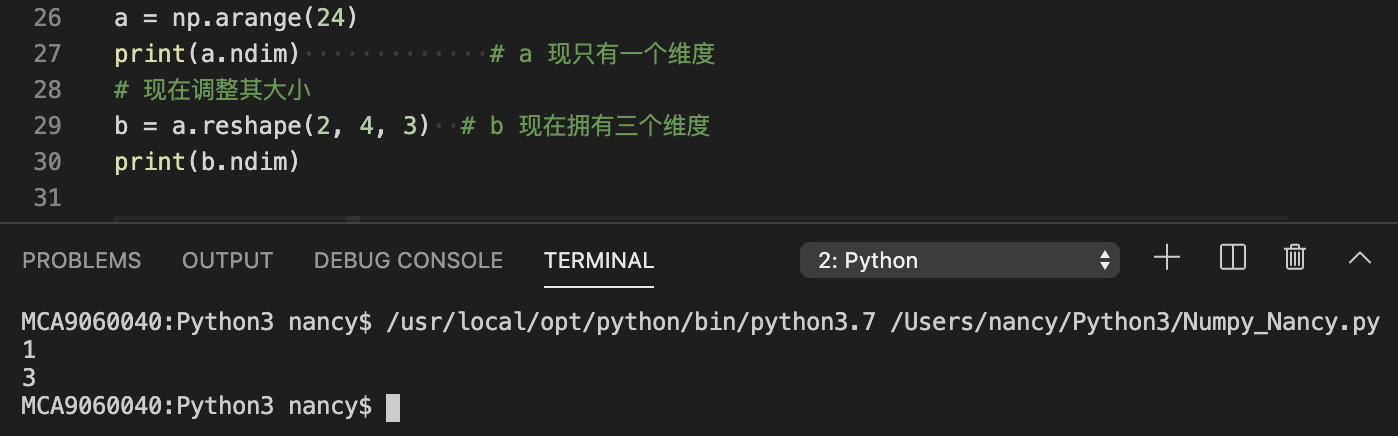 26 a = np.arange(24)
27 print(a.ndim) # a 现只有一个维度
28 # 现在调整其大小
29 b = a.reshape(2, 4, 3) # b 现在拥有三个维度
30 print(b.ndim)
31
PROBLEMS OUTPUT DEBUG CONSOLE TERMINAL 2: Python
MCA9060040:Python3 nancy$ /usr/local/opt/python/bin/python3.7 /Users/nancy/Python3/Numpy_Nancy.py
1
3
MCA9060040:Python3 nancy$